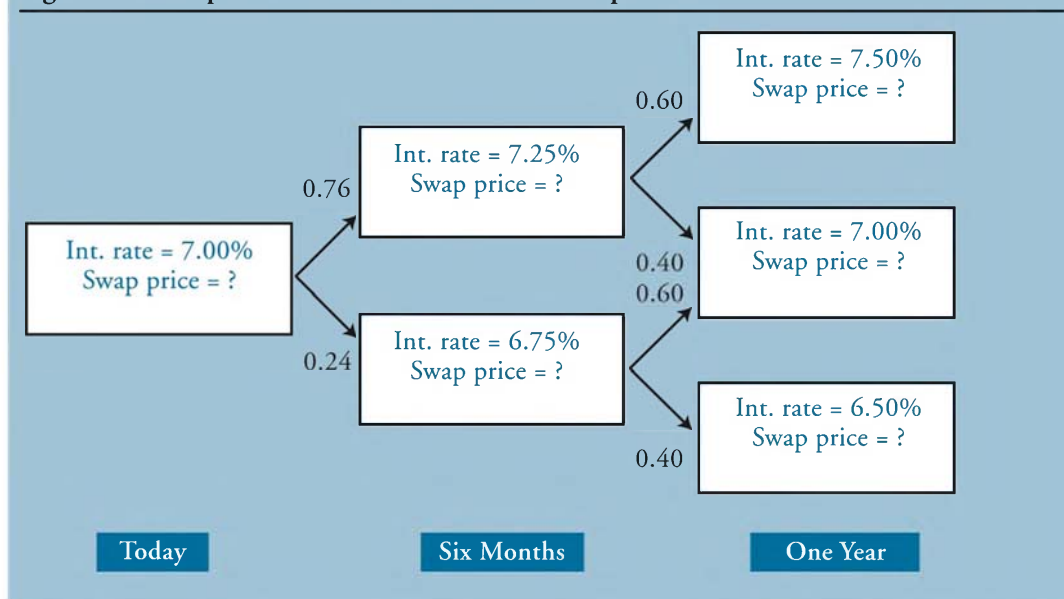 Int. rate = 7.50%
Swap price = ?
0.60
Int. rate = 7.25%
Swap price = ?
0.76
Int. rate = 7.00%
Swap price = ?
0.40
0.60
Int. rate = 7.00%
Swap price = ?
Int. rate = 6.75%
Swap price = ?
0.24
Int. rate = 6.50%
Swap price = ?
0.40
Today
Six Months
One Year